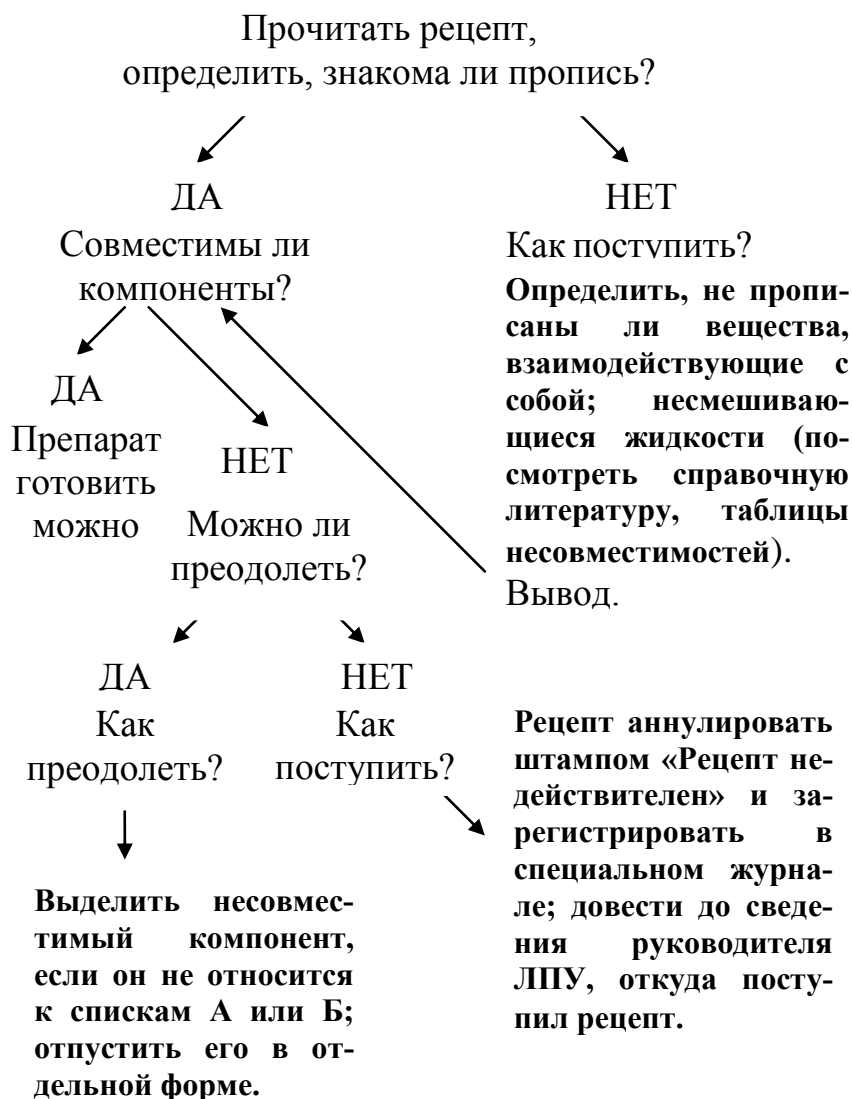 Прочитать рецепт,
определить, знакома ли пропись?
ДА
Совместимы ли
компоненты?
ДА
Препарат
готовить
можно
НЕТ
Можно ли
преодолеть?
ДА
Как
преодолеть?
Выделить несовмес-
тимый компонент,
если он не относится
к спискам А или Б;
отпустить его в от-
дельной форме.
НЕТ
Как
поступить?
Рецепт аннулировать
штампом «Рецепт не-
действителен» и за-
регистрировать в
специальном журна-
ле; довести до сведе-
ния руководителя
ЛПУ, откуда посту-
пил рецепт.
НЕТ
Как поступить?
Определить, не пропи-
саны ли вещества,
взаимодействующие с
собой; несмешиваю-
щиеся жидкости (по-
смотреть справочную
литературу, таблицы
несовместимостей).
Вывод.